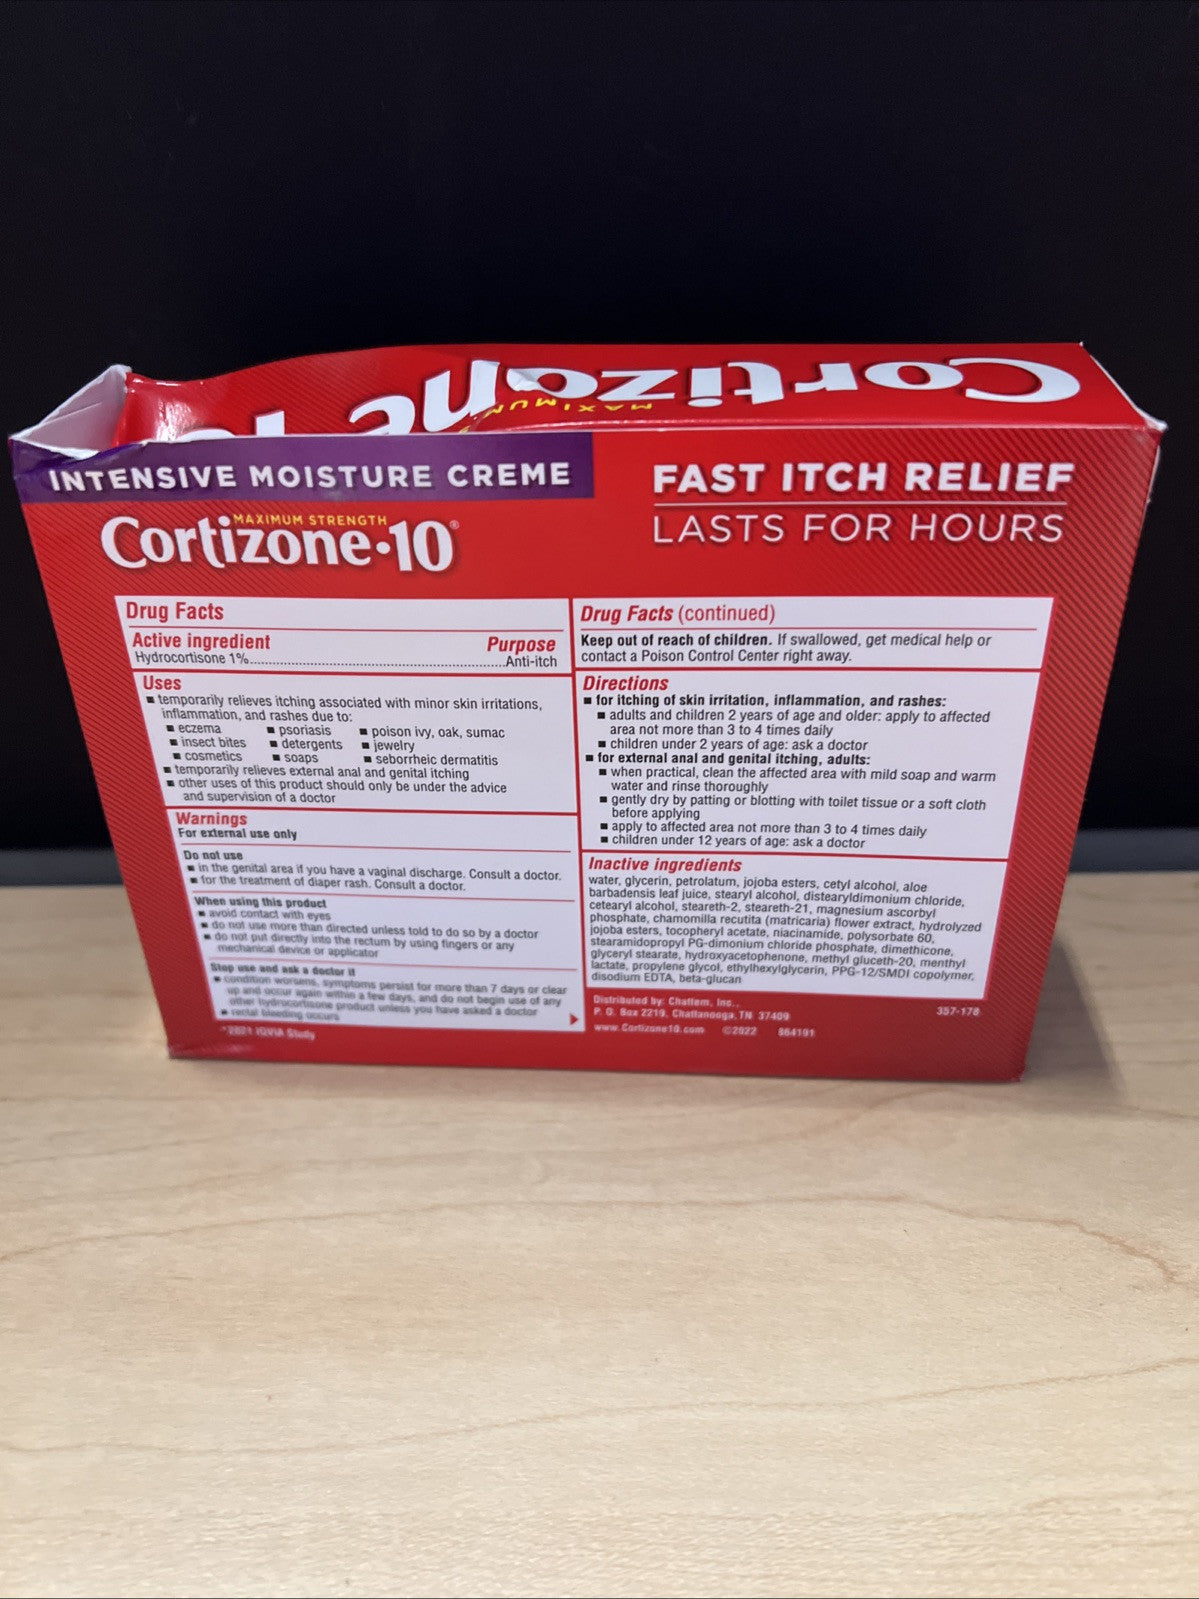 Cortizone
MAXIMUM
INTENSIVE MOISTURE CREME
MAXIMUM STRENGTH
Cortizone•10®
FAST ITCH RELIEF
LASTS FOR HOURS
Drug Facts
Active ingredient Purpose
Hydrocortisone 1%..........Anti-itch
Uses
■ temporarily relieves itching associated with minor skin irritations,
inflammation, and rashes due to:
■ eczema ■ psoriasis ■ poison ivy, oak, sumac
■ insect bites ■ detergents ■ jewelry
■ cosmetics ■ soaps ■ seborrheic dermatitis
■ temporarily relieves external anal and genital itching
■ other uses of this product should only be under the advice
and supervision of a doctor
Warnings
For external use only
Do not use
■ in the genital area if you have a vaginal discharge. Consult a doctor.
■ for the treatment of diaper rash. Consult a doctor.
When using this product
■ avoid contact with eyes
■ do not use more than directed unless told to do so by a doctor
■ do not put directly into the rectum by using fingers or any
mechanical device or applicator
Stop use and ask a doctor if
■ condition worsens, symptoms persist for more than 7 days or clear
up and occur again within a few days, and do not begin use of any
other hydrocortisone product unless you have asked a doctor
■ rectal bleeding occurs
*2021 IQVIA Study
Drug Facts (continued)
Keep out of reach of children. If swallowed, get medical help or
contact a Poison Control Center right away.
Directions
■ for itching of skin irritation, inflammation, and rashes:
■ adults and children 2 years of age and older: apply to affected
area not more than 3 to 4 times daily
■ children under 2 years of age: ask a doctor
■ for external anal and genital itching, adults:
■ when practical, clean the affected area with mild soap and warm
water and rinse thoroughly
■ gently dry by patting or blotting with toilet tissue or a soft cloth
before applying
■ apply to affected area not more than 3 to 4 times daily
■ children under 12 years of age: ask a doctor
Inactive ingredients
water, glycerin, petrolatum, jojoba esters, cetyl alcohol, aloe
barbadensis leaf juice, stearyl alcohol, distearyldimonium chloride,
cetearyl alcohol, steareth-2, steareth-21, magnesium ascorbyl
phosphate, chamomilla recutita (matricaria) flower extract, hydrolyzed
jojoba esters, tocopheryl acetate, niacinamide, polysorbate 60,
stearamidopropyl PG-dimonium chloride phosphate, dimethicone,
glyceryl stearate, hydroxyacetophenone, methyl gluceth-20, menthyl
lactate, propylene glycol, ethylhexylglycerin, PPG-12/SMDI copolymer,
disodium EDTA, beta-glucan
Distributed by: Chattem, Inc.,
P. O. Box 2219, Chattanooga, TN 37409 357-178
www.Cortizone10.com ©2022 864191